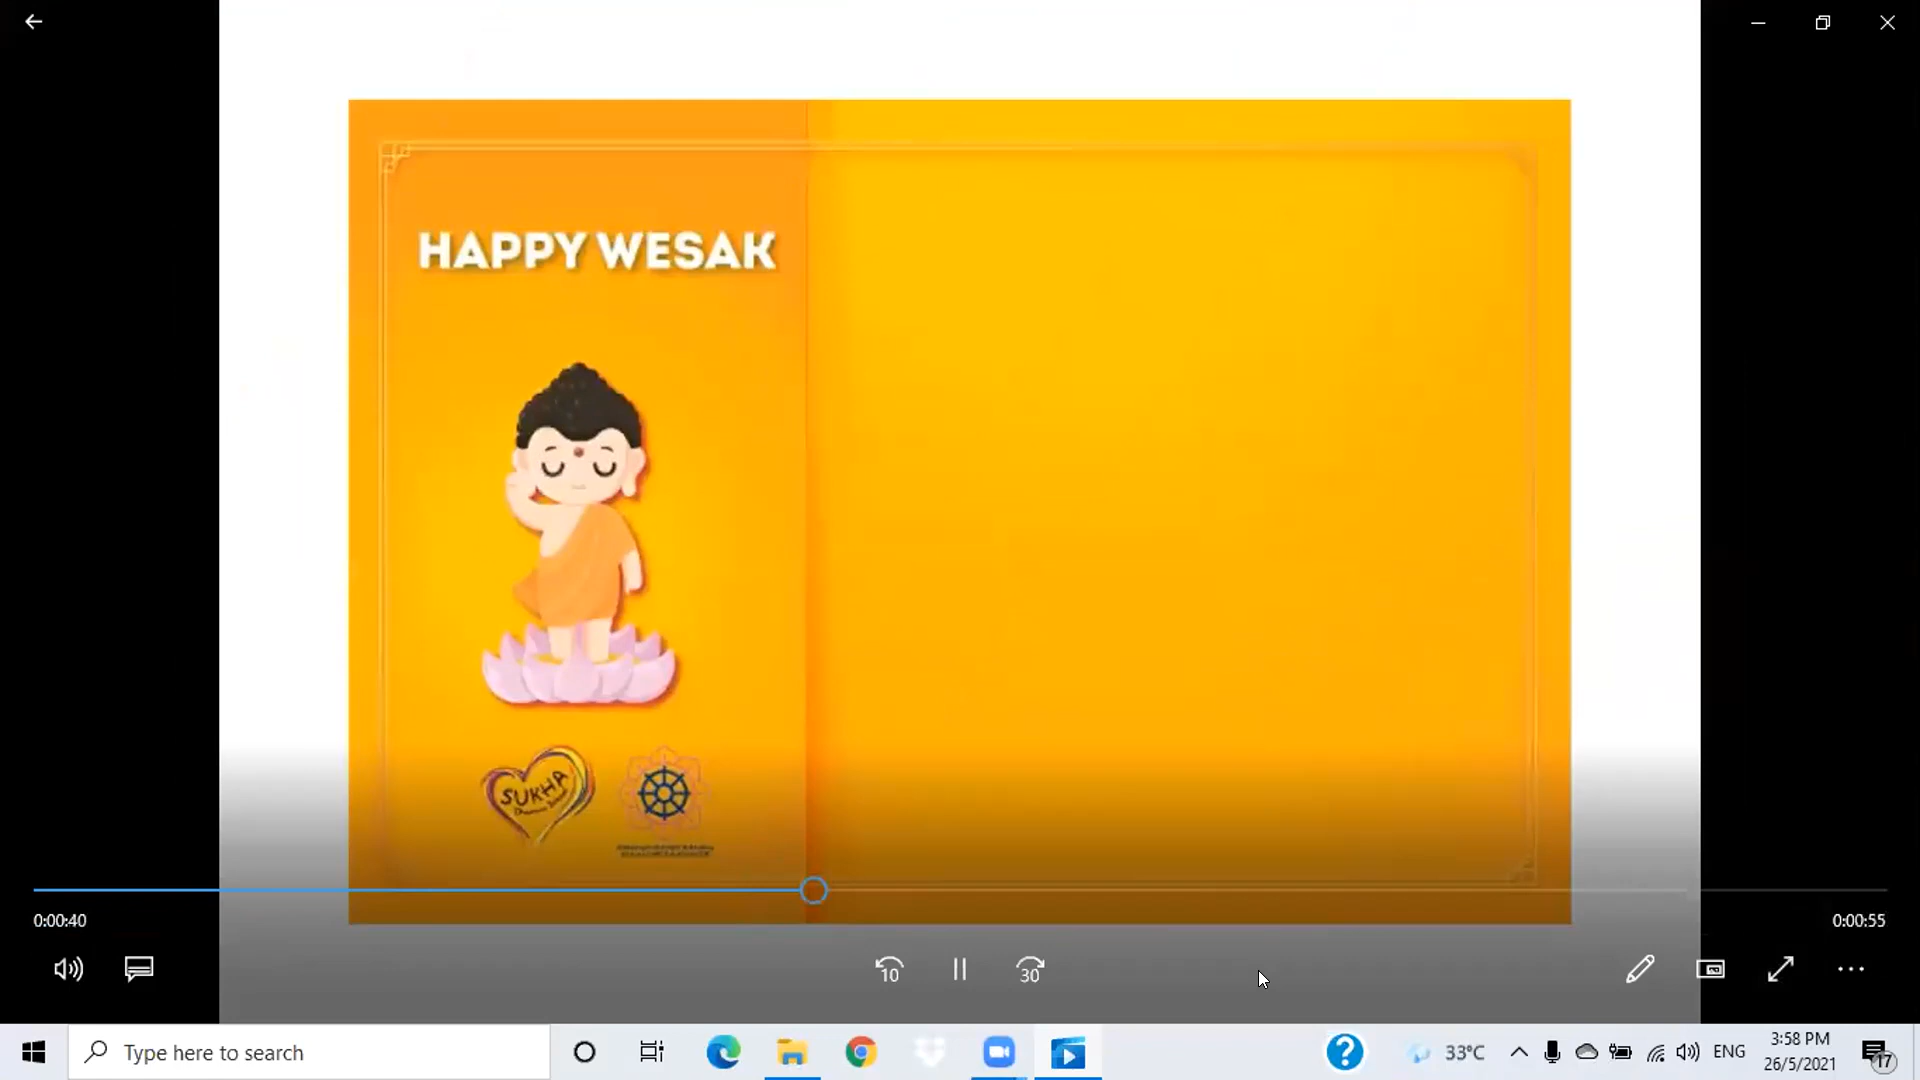 HAPPY WESAK
SUKHA
0:00:40
0:00:55
10
30
Type here to search
33°C
ENG
3:58 PM
26/5/2021
17